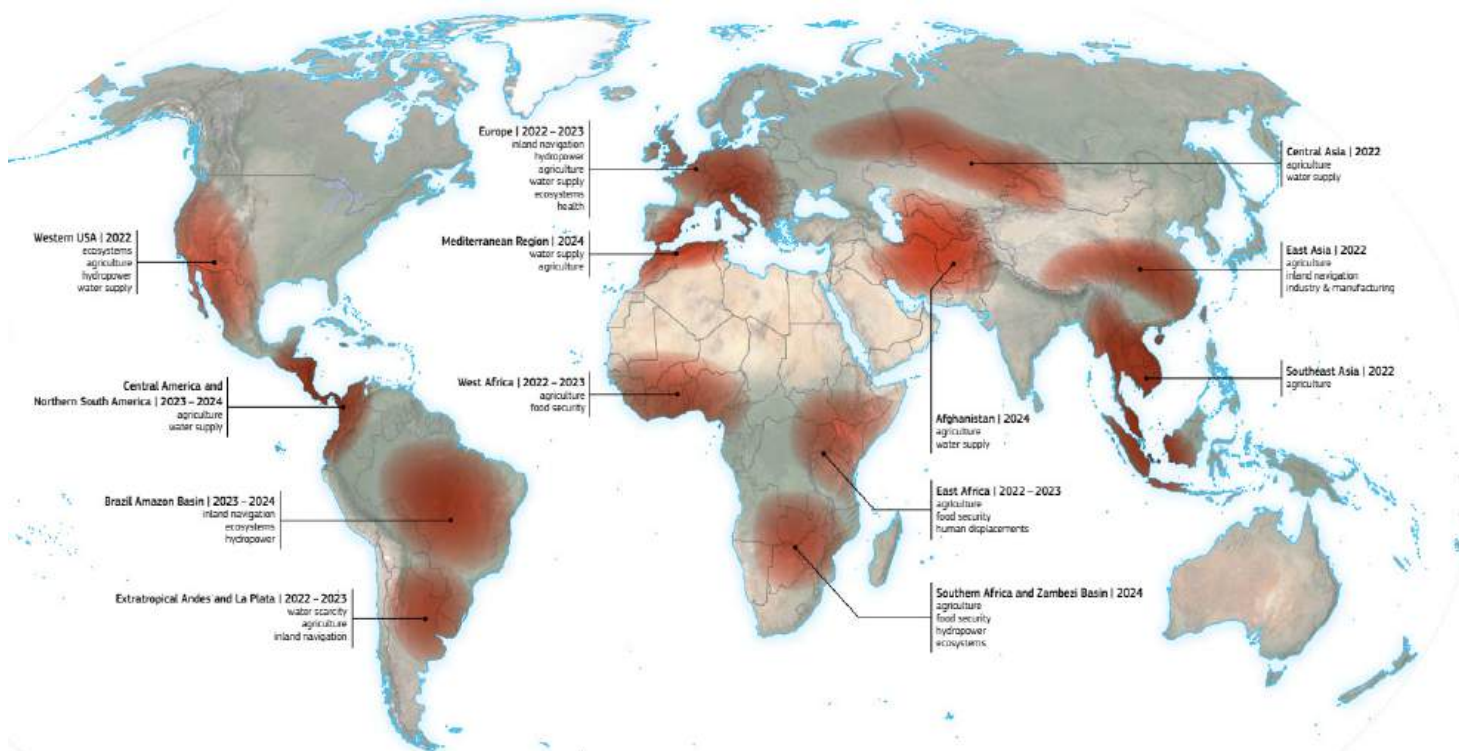 Europe | 2022 – 2023
inland navigation
hydropower
agriculture
water supply
ecosystems
health
Central Asia | 2022
agriculture
water supply
Western USA | 2022
ecosystems
agriculture
hydropower
water supply
Mediterranean Region | 2024
water supply
agriculture
East Asia | 2022
agriculture
inland navigation
industry & manufacturing
Southeast Asia | 2022
agriculture
West Africa | 2022 – 2023
agriculture
food security
Central America and
Northern South America | 2023 – 2024
agriculture
water supply
Afghanistan | 2024
agriculture
water supply
Brazil Amazon Basin | 2023 – 2024
inland navigation
ecosystems
hydropower
East Africa | 2022 – 2023
agriculture
food security
human displacements
Extratropical Andes and La Plata | 2022 – 2023
water scarcity
agriculture
inland navigation
Southern Africa and Zambezi Basin | 2024
agriculture
food security
hydropower
ecosystems